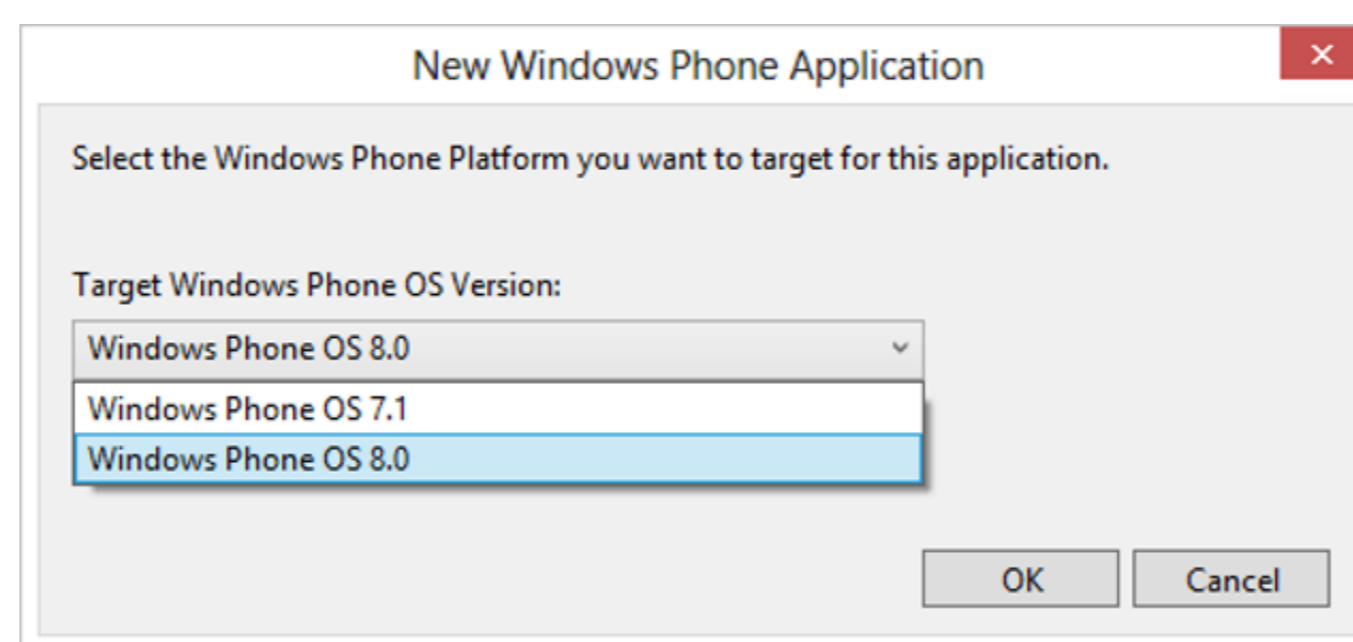 New Windows Phone Application
Select the Windows Phone Platform you want to target for this application.
Target Windows Phone OS Version:
Windows Phone OS 8.0
Windows Phone OS 7.1
Windows Phone OS 8.0
OK Cancel